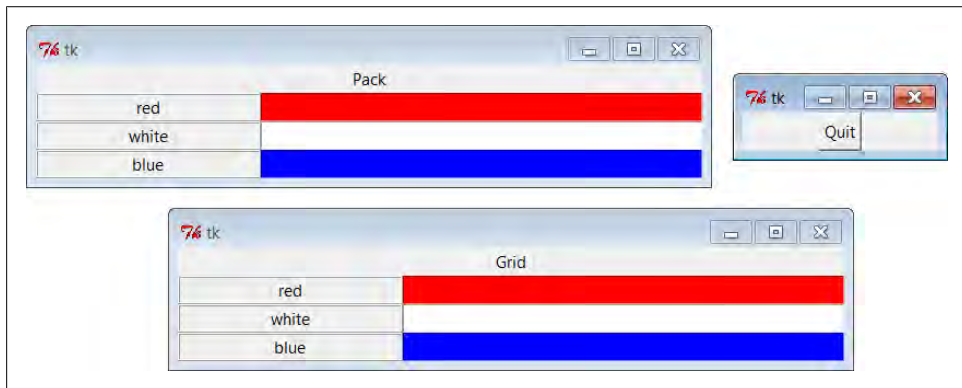 tk
Pack
red
white
blue
tk
Quit
tk
Grid
red
white
blue